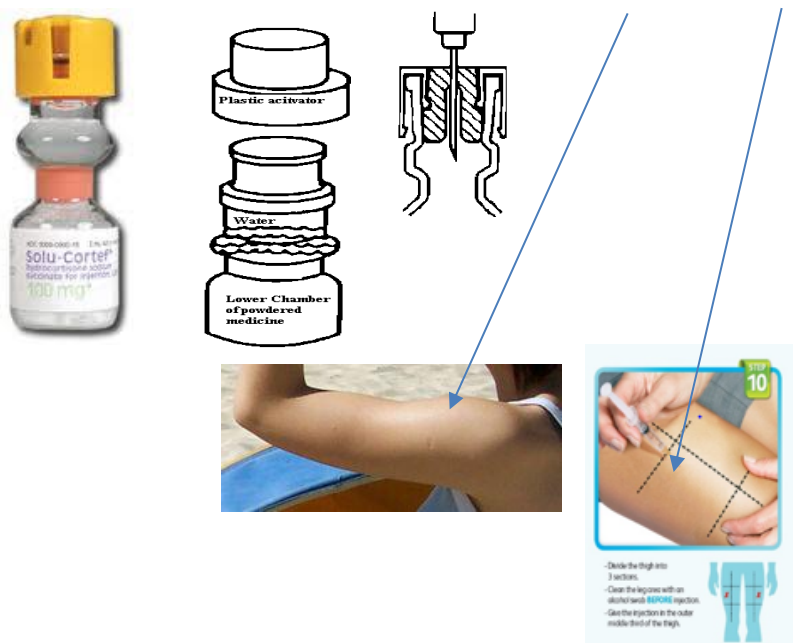 Plastic acitvator
Water
Lower Chamber
of powdered
medicine
Solu-Cortef
hydrocortisone sodium
succinate for injection,
100 mg*
STEP
10
-Divide the thigh into
3 sections.
-Clean the leg area with an
alcohol swab BEFORE injection.
-Give the injection in the outer
middle third of the thigh.